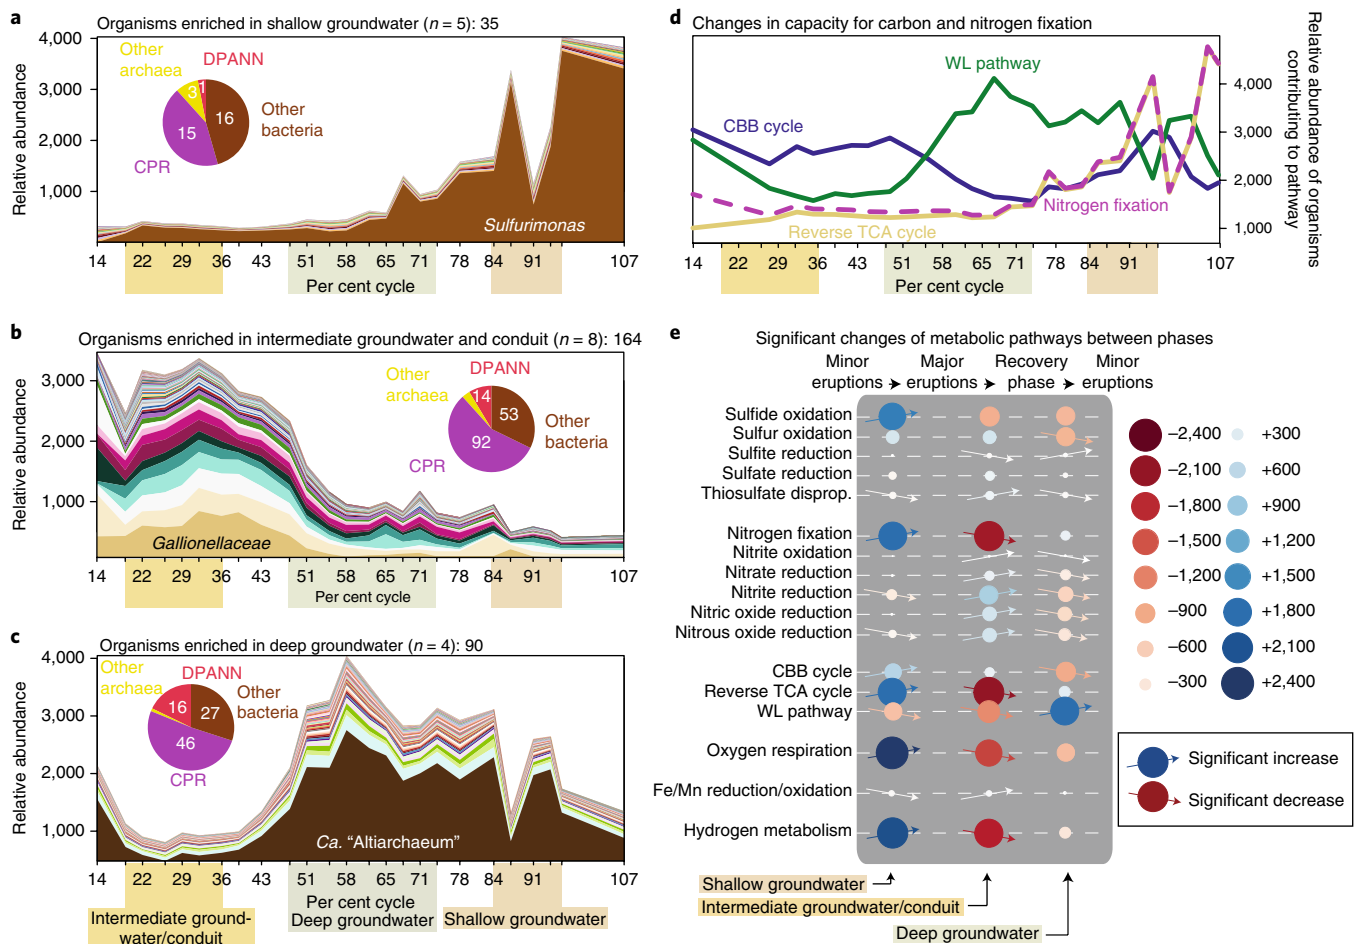 a
Organisms enriched in shallow groundwater (n = 5): 35
Relative abundance
4,000
3,000
2,000
1,000
Other
archaea
DPANN
3
1
16
15
Other
bacteria
CPR
Sulfurimonas
14 22 29 36 43 51 58 65 71 78 84 91 107
Per cent cycle
b
Organisms enriched in intermediate groundwater and conduit (n = 8): 164
Relative abundance
3,000
2,000
1,000
Other
archaea
DPANN
14
53
92
Other
bacteria
CPR
Gallionellaceae
14 22 29 36 43 51 58 65 71 78 84 91 107
Per cent cycle
c
Organisms enriched in deep groundwater (n = 4): 90
Relative abundance
4,000
3,000
2,000
1,000
Other
archaea
DPANN
16
27
46
Other
bacteria
CPR
Ca. “Altiarchaeum”
14 22 29 36 43 51 58 65 71 78 84 91 107
Per cent cycle
Intermediate ground-
water/conduit
Deep groundwater
Shallow groundwater
d
Changes in capacity for carbon and nitrogen fixation
Relative abundance of organisms
contributing to pathway
4,000
3,000
2,000
1,000
WL pathway
CBB cycle
Nitrogen fixation
Reverse TCA cycle
14 22 29 36 43 51 58 65 71 78 84 91 107
Per cent cycle
e
Significant changes of metabolic pathways between phases
Minor
eruptions
Major
eruptions
Recovery
phase
Minor
eruptions
Sulfide oxidation
Sulfur oxidation
Sulfite reduction
Sulfate reduction
Thiosulfate disprop.
Nitrogen fixation
Nitrite oxidation
Nitrate reduction
Nitrite reduction
Nitric oxide reduction
Nitrous oxide reduction
CBB cycle
Reverse TCA cycle
WL pathway
Oxygen respiration
Fe/Mn reduction/oxidation
Hydrogen metabolism
–2,400 +300
–2,100 +600
–1,800 +900
–1,500 +1,200
–1,200 +1,500
–900 +1,800
–600 +2,100
–300 +2,400
Significant increase
Significant decrease
Shallow groundwater
Intermediate groundwater/conduit
Deep groundwater